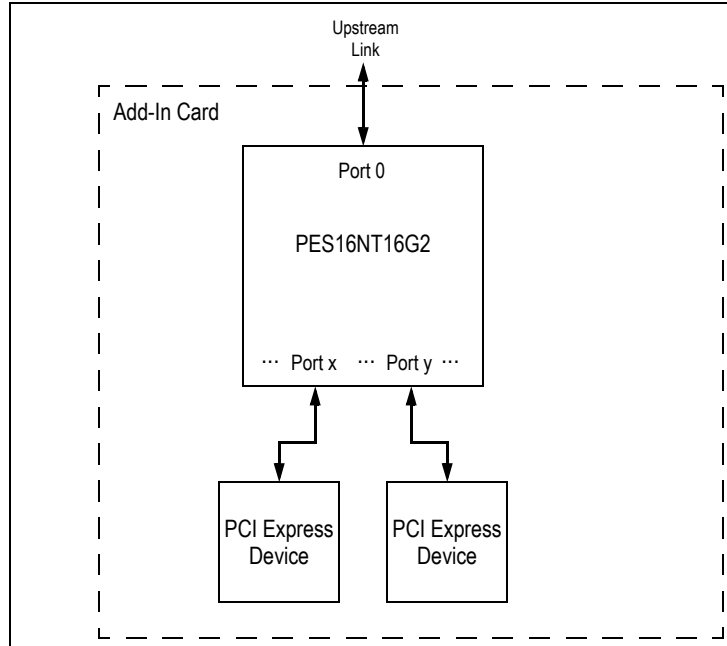 Upstream
Link
Add-In Card
Port 0
PES16NT16G2
··· Port x ··· Port y ···
PCI Express
Device
PCI Express
Device